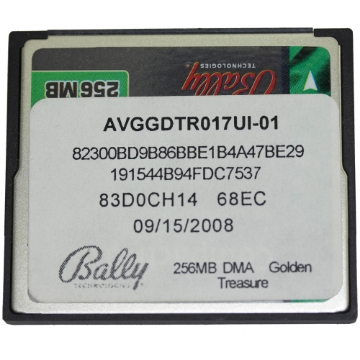 256MB
Bally
TECHNOLOGIES
AVGGDTR017UI-01
82300BD9B86BBE1B4A47BE29
191544B94FDC7537
83D0CH14 68EC
09/15/2008
Bally
TECHNOLOGIES
256MB DMA Golden
Treasure